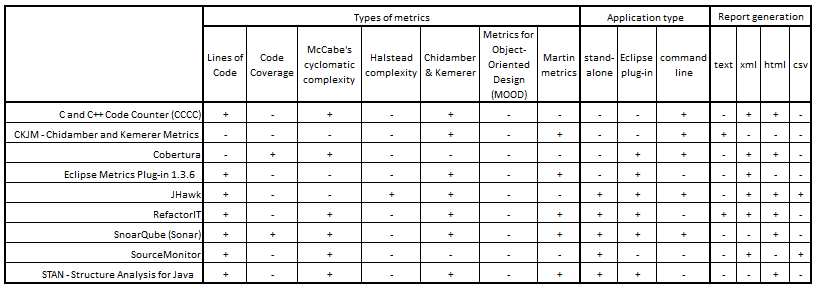 Types of metrics Application type Report generation
Lines of Code Code Coverage McCabe's cyclomatic complexity Halstead complexity Chidamber & Kemerer Metrics for Object-Oriented Design (MOOD) Martin metrics stand-alone Eclipse plug-in command line text xml html csv
C and C++ Code Counter (CCCC) + - + - + - - - - + - + + -
CKJM - Chidamber and Kemerer Metrics - - - - + - + - - + + - - -
Cobertura - + + - - - - - + + - + + -
Eclipse Metrics Plug-in 1.3.6 + - - - + - + - + - - + - -
JHawk + - - + + - - + + + - + + +
RefactorIT + - + - + - + + + - + + + -
SnoarQube (Sonar) + + + - + - + + + + - - + -
SourceMonitor + - + - - - - + - - - + - +
STAN - Structure Analysis for Java + - + - + - + + + - - - + -